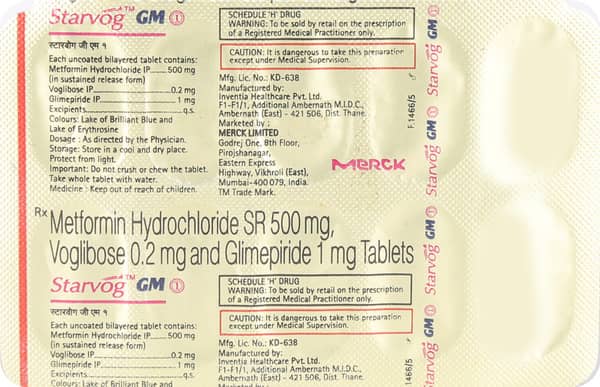 Starvog™ GM ①
स्टारवोग जी एम १
Each uncoated bilayered tablet contains:
Metformin Hydrochloride IP......500 mg
(in sustained release form)
Voglibose IP..............................0.2 mg
Glimepiride IP...........................1 mg
Excipients..................................q.s.
Colours: Lake of Brilliant Blue and
Lake of Erythrosine
Dosage : As directed by the Physician.
Storage: Store in a cool and dry place.
Protect from light.
Important: Do not crush or chew the tablet.
Take whole tablet with water.
Medicine : Keep out of reach of children.
SCHEDULE 'H' DRUG
WARNING: To be sold by retail on the prescription
of a Registered Medical Practitioner only.
CAUTION: It is dangerous to take this preparation
except under Medical Supervision.
Mfg. Lic. No.: KD-638
Manufactured by:
Inventia Healthcare Pvt. Ltd.
F1-F1/1, Additional Ambernath M.I.D.C.,
Ambernath (East) - 421 506, Dist. Thane.
Marketed by :
MERCK LIMITED
Godrej One, 8th Floor,
Pirojshanagar,
Eastern Express
Highway, Vikhroli (East),
Mumbai-400 079, India.
TM Trade Mark.
MERCK
F 1466/5
Starvog GM ①
Starvog™ GM ①
Rx Metformin Hydrochloride SR 500 mg,
Voglibose 0.2 mg and Glimepiride 1 mg Tablets
Starvog™ GM ①
स्टारवोग जी एम १
Each uncoated bilayered tablet contains:
Metformin Hydrochloride IP......500 mg
(in sustained release form)
Voglibose IP..............................0.2 mg
Glimepiride IP...........................1 mg
Excipients..................................q.s.
Colours: Lake of Brilliant Blue and
SCHEDULE 'H' DRUG
WARNING: To be sold by retail on the prescription
of a Registered Medical Practitioner only.
CAUTION: It is dangerous to take this preparation
except under Medical Supervision.
Mfg. Lic. No.: KD-638
Manufactured by:
Inventia Healthcare Pvt. Ltd.
F1-F1/1, Additional Ambernath M.I.D.C.,
Ambernath (East) - 421 506, Dist. Thane.
1466/5
Starvog™ GM ①